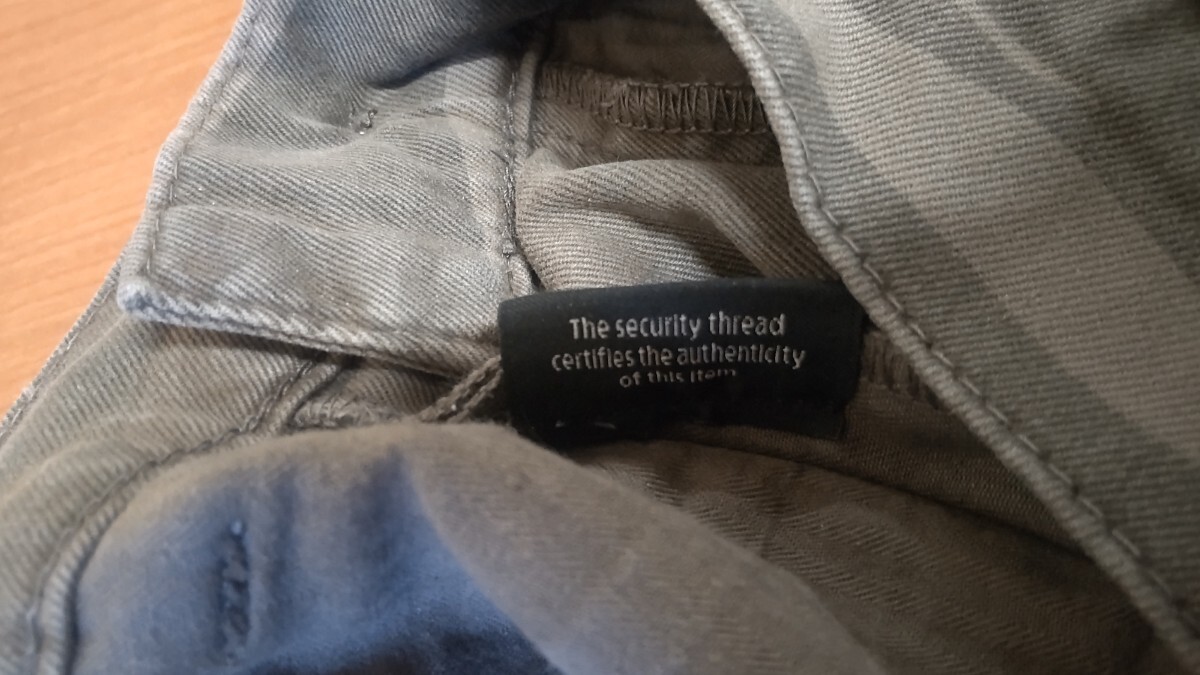 The security thread
certifies the authenticity
of this item